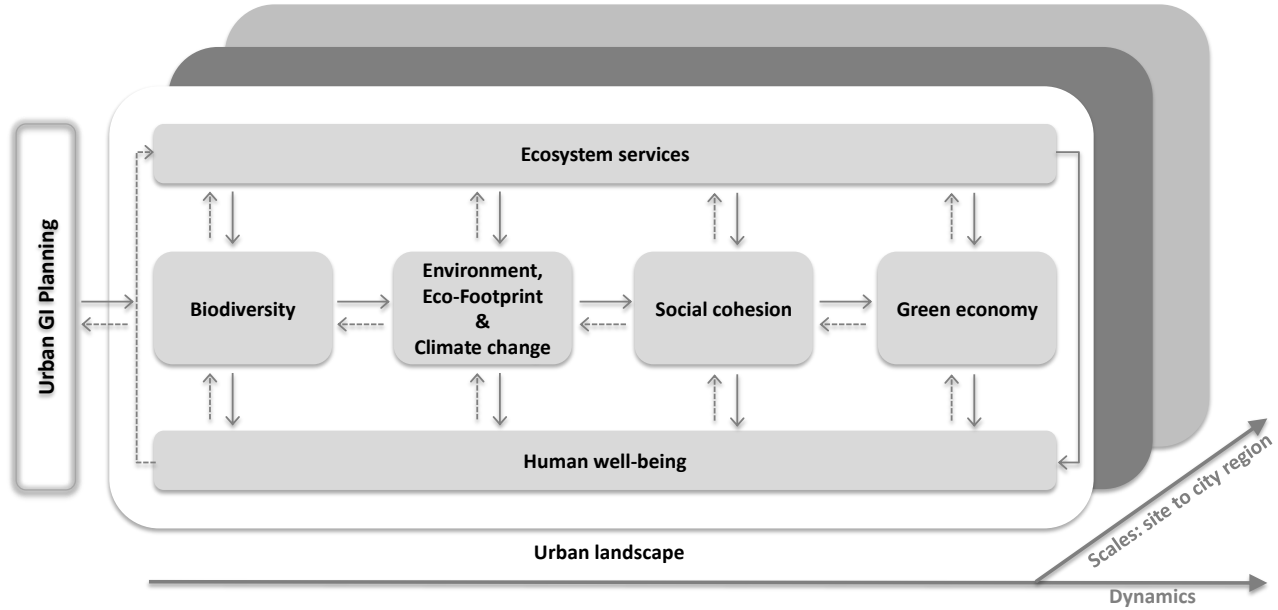 Urban GI Planning
Ecosystem services
Biodiversity
Environment,
Eco-Footprint
&
Climate change
Social cohesion
Green economy
Human well-being
Urban landscape
Scales: site to city region
Dynamics